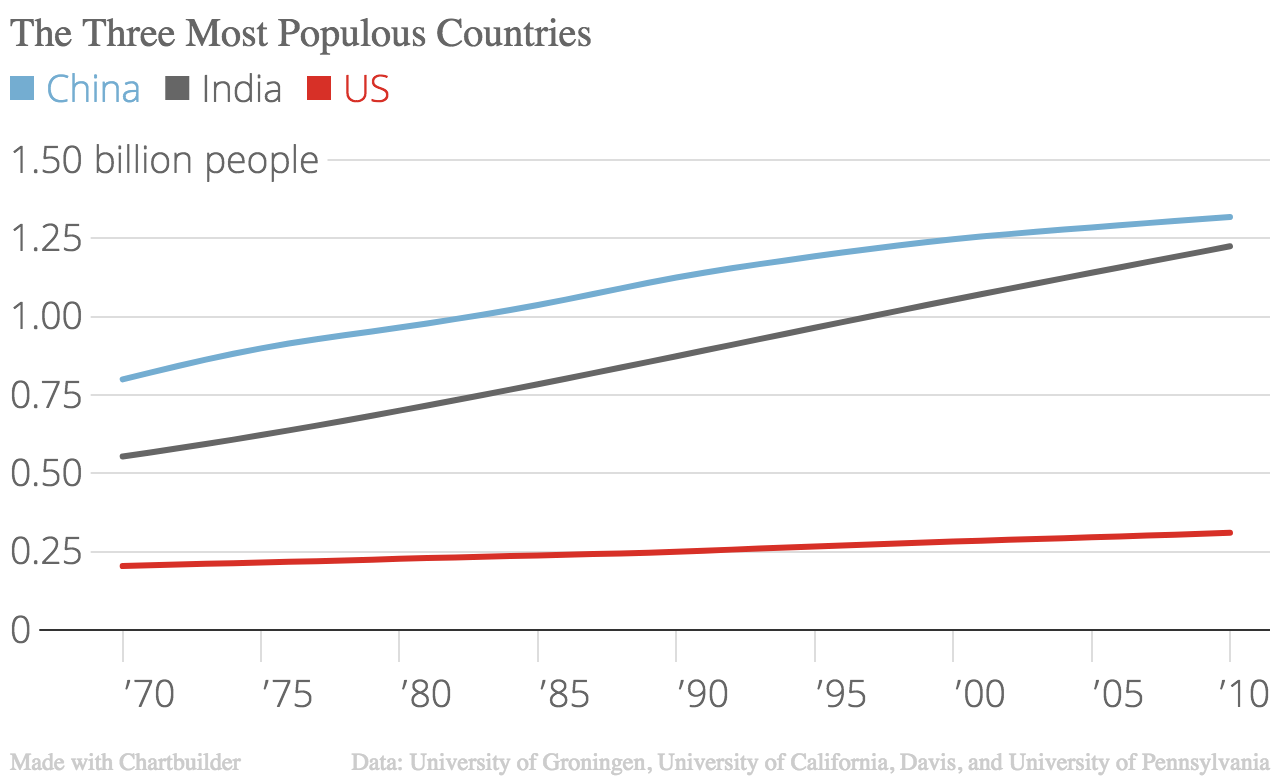 The Three Most Populous Countries
China India US
1.50 billion people
1.25
1.00
0.75
0.50
0.25
0
’70 ’75 ’80 ’85 ’90 ’95 ’00 ’05 ’10
Made with Chartbuilder Data: University of Groningen, University of California, Davis, and University of Pennsylvania